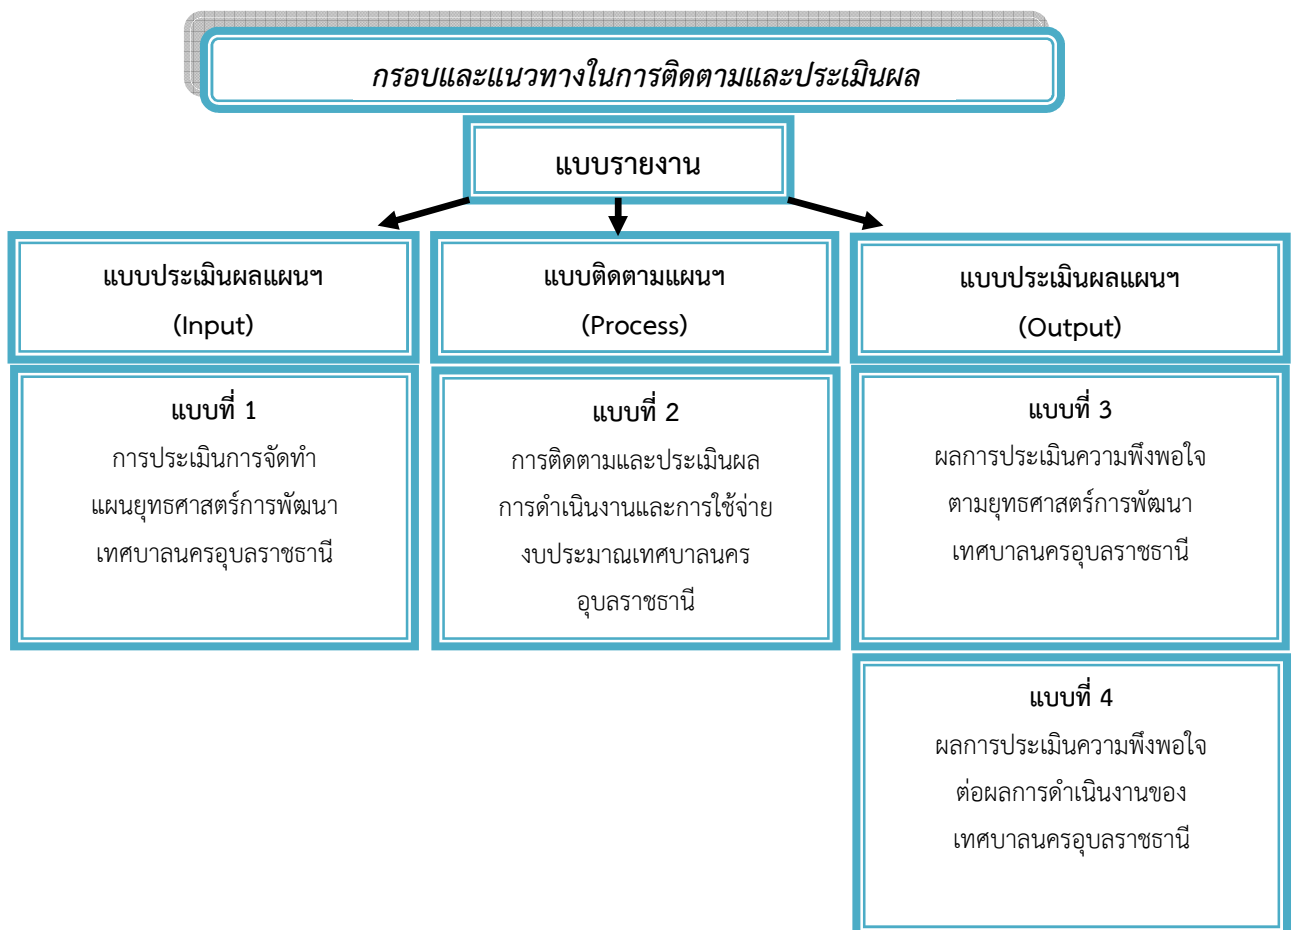 กรอบและแนวทางในการติดตามและประเมินผล
แบบรายงาน
แบบประเมินผลแผนฯ
(Input)
แบบติดตามแผนฯ
(Process)
แบบประเมินผลแผนฯ
(Output)
แบบที่ 1
การประเมินการจัดทำ
แผนยุทธศาสตร์การพัฒนา
เทศบาลนครอุบลราชธานี
แบบที่ 2
การติดตามและประเมินผล
การดำเนินงานและการใช้จ่าย
งบประมาณเทศบาลนคร
อุบลราชธานี
แบบที่ 3
ผลการประเมินความพึงพอใจ
ตามยุทธศาสตร์การพัฒนา
เทศบาลนครอุบลราชธานี
แบบที่ 4
ผลการประเมินความพึงพอใจ
ต่อผลการดำเนินงานของ
เทศบาลนครอุบลราชธานี